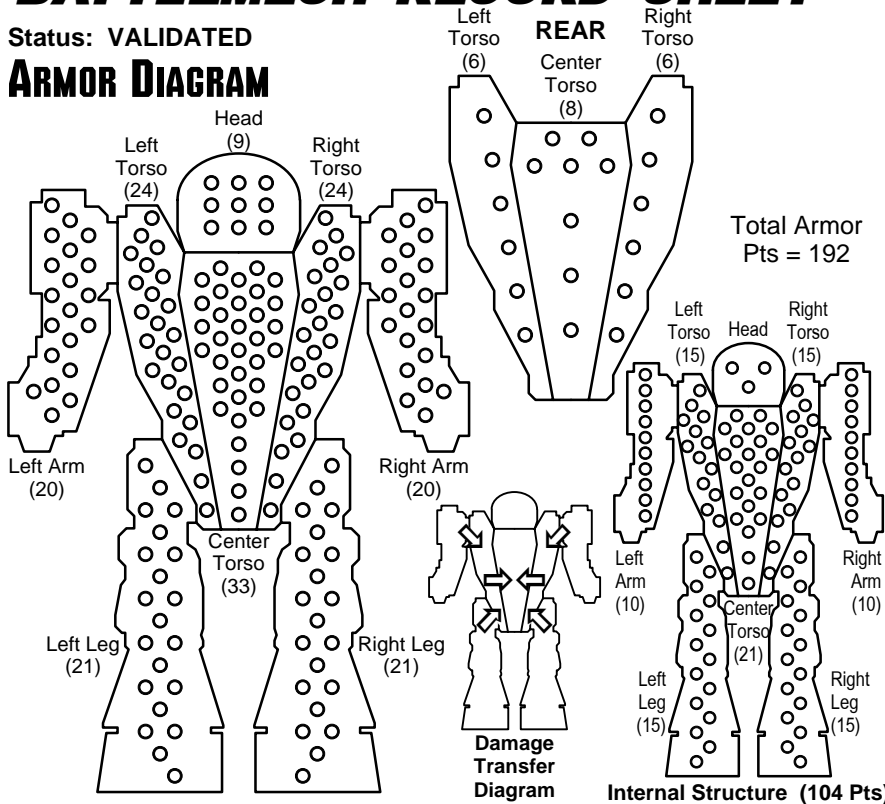 BATTLEMECH RECORD SHEET
Status: VALIDATED
ARMOR DIAGRAM
Head
(9)
Left
Torso
(24)
Right
Torso
(24)
Left Arm
(20)
Right Arm
(20)
Center
Torso
(33)
Left Leg
(21)
Right Leg
(21)
Left
Torso
(6)
REAR
Center
Torso
(8)
Right
Torso
(6)
Total Armor
Pts = 192
Left
Torso
(15)
Head
Right
Torso
(15)
Left
Arm
(10)
Right
Arm
(10)
Center
Torso
(21)
Left
Leg
(15)
Right
Leg
(15)
Damage
Transfer
Diagram
Internal Structure (104 Pts)